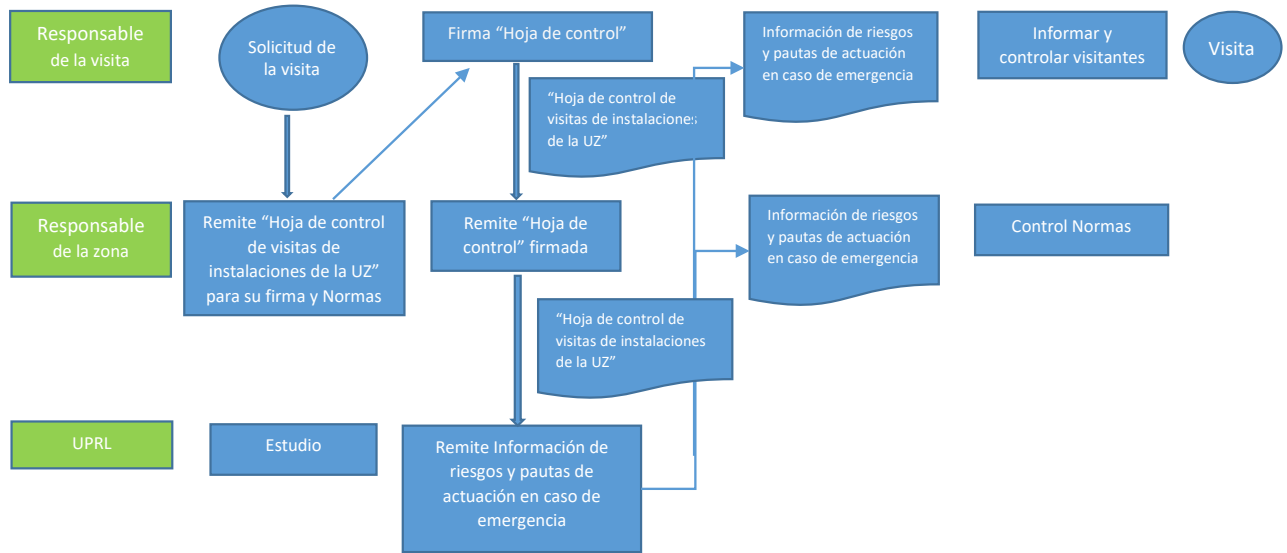 Responsable
de la visita
Solicitud de
la visita
Firma “Hoja de control”
Información de riesgos
y pautas de actuación
en caso de emergencia
Informar y
controlar visitantes
Visita
“Hoja de control de
visitas de instalaciones
de la UZ”
Responsable
de la zona
Remite “Hoja de control
de visitas de
instalaciones de la UZ”
para su firma y Normas
Remite “Hoja de
control” firmada
Información de riesgos
y pautas de actuación
en caso de emergencia
Control Normas
“Hoja de control de
visitas de instalaciones
de la UZ”
UPRL
Estudio
Remite Información de
riesgos y pautas de
actuación en caso de
emergencia